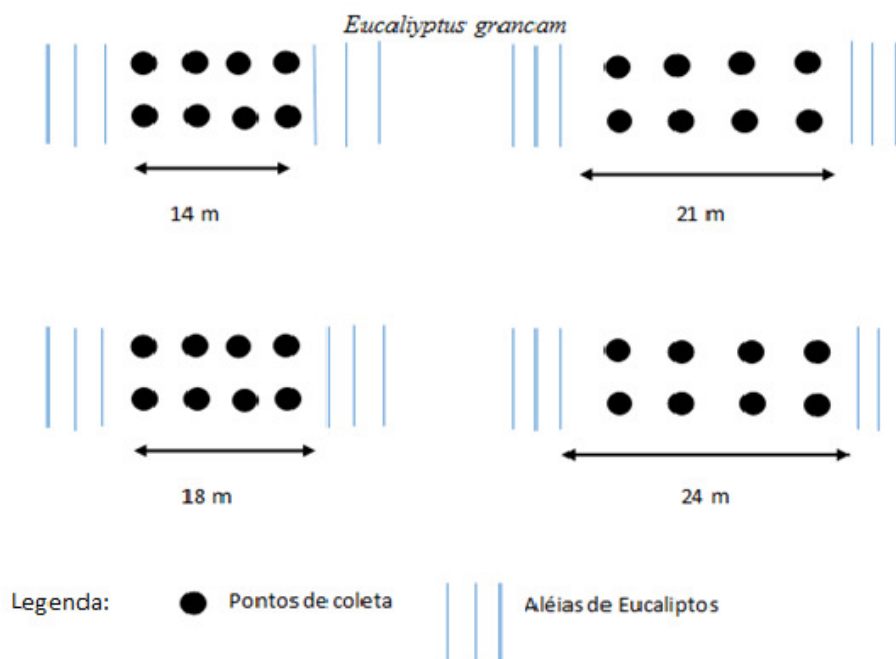 Eucaliyptus grancam
14 m
21 m
18 m
24 m
Legenda:
Pontos de coleta
Aléias de Eucaliptos